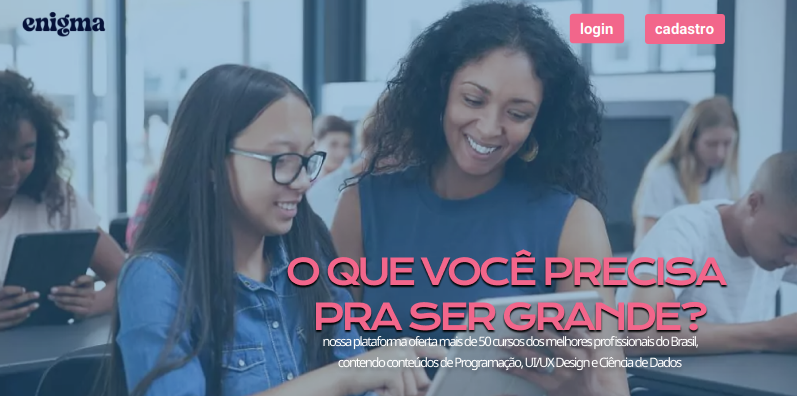 enigma
login
cadastro
O QUE VOCÊ PRECISA
PRA SER GRANDE?
nossa plataforma oferta mais de 50 cursos dos melhores profissionais do Brasil,
contendo conteúdos de Programação, UI/UX Design e Ciência de Dados